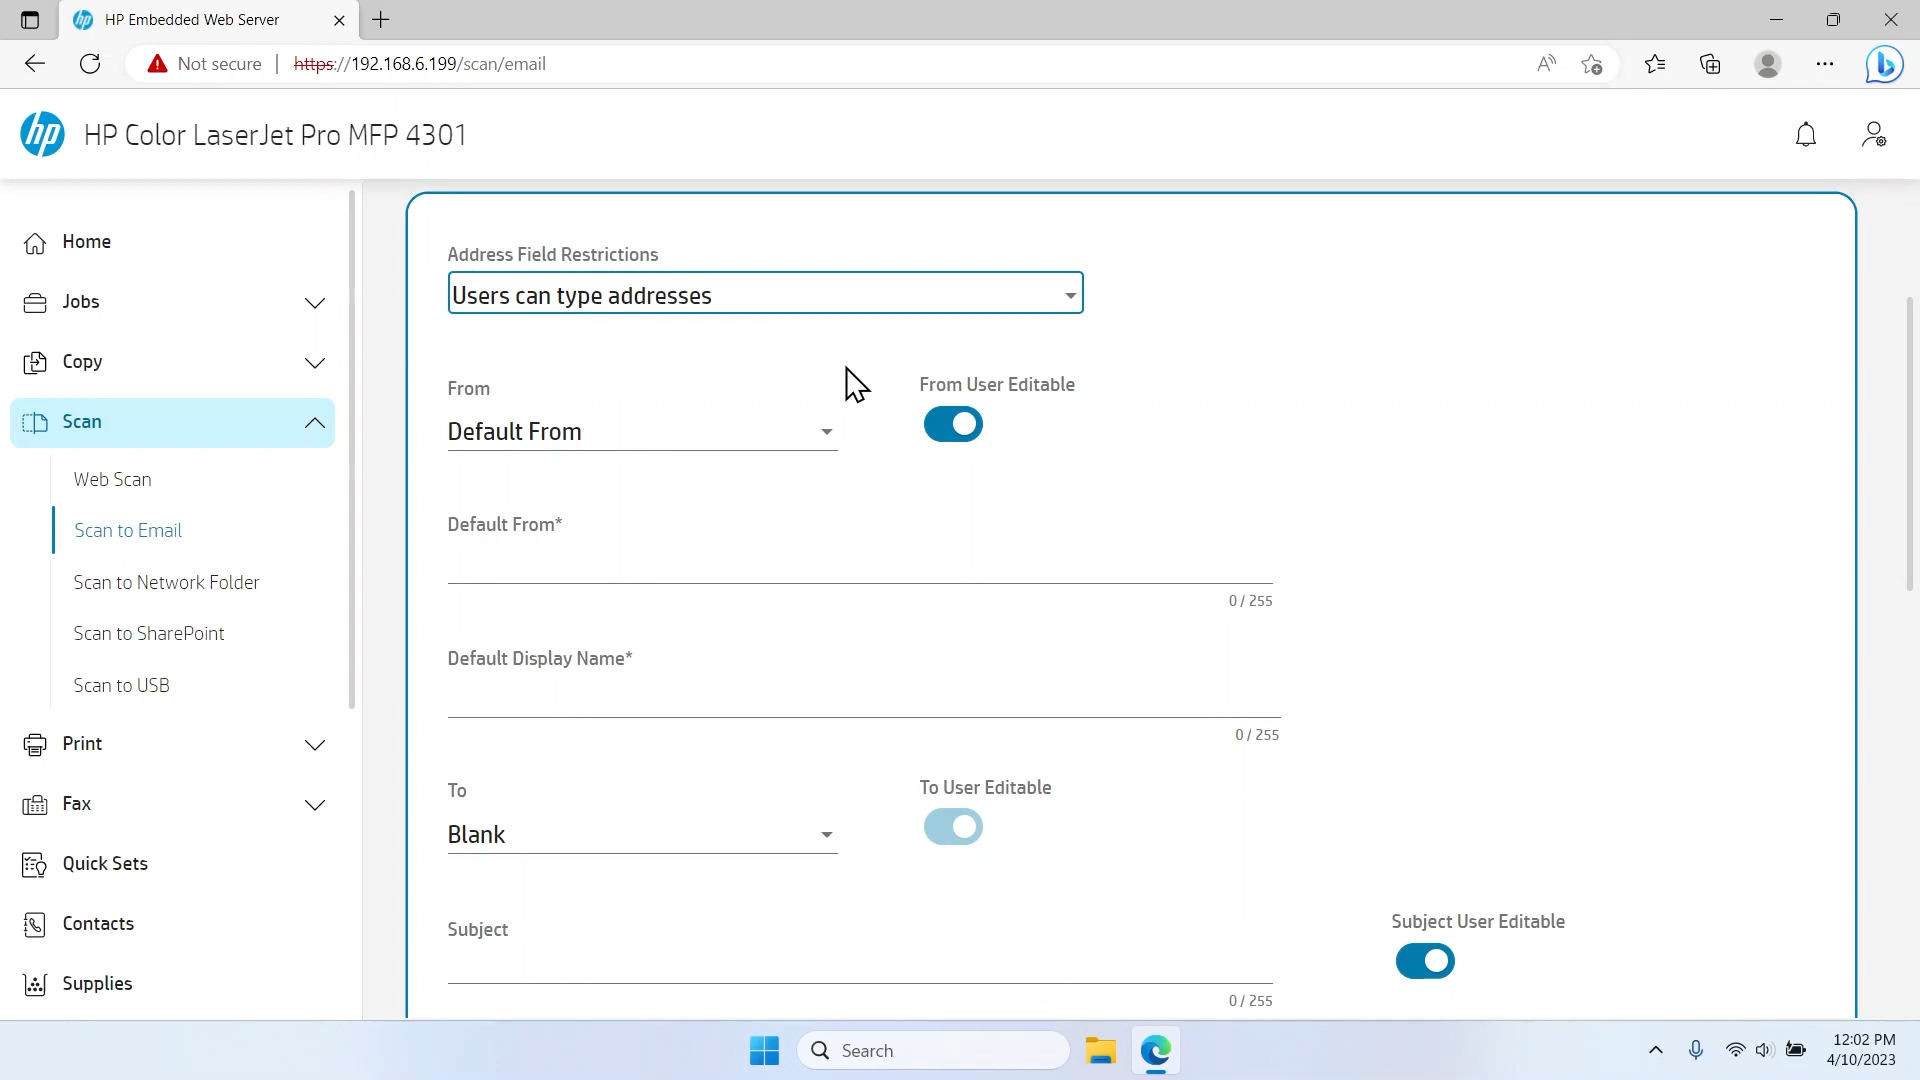 HP Embedded Web Server
Not secure
https://192.168.6.199/scan/email
hp
HP Color LaserJet Pro MFP 4301
Home
Jobs
Copy
Scan
Web Scan
Scan to Email
Scan to Network Folder
Scan to SharePoint
Scan to USB
Print
Fax
Quick Sets
Contacts
Supplies
Address Field Restrictions
Users can type addresses
From
From User Editable
Default From
Default From*
0 / 255
Default Display Name*
0 / 255
To
To User Editable
Blank
Subject
Subject User Editable
0 / 255
Search
12:02 PM
4/10/2023